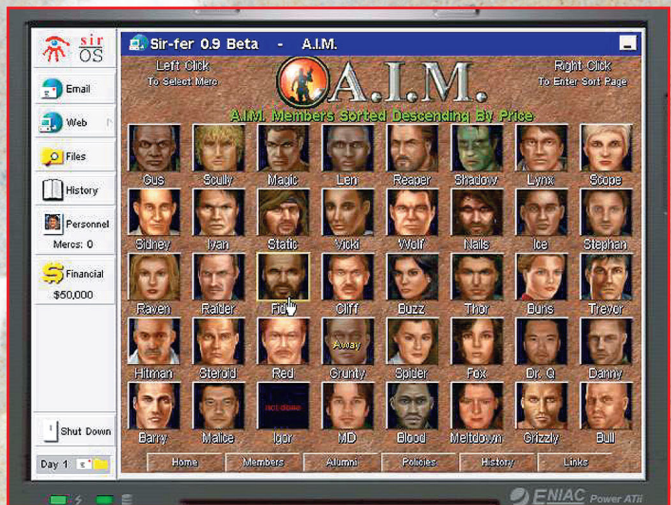 sir
OS
Email
Web
Files
History
Personnel
Mercs: 0
Financial
$50,000
Shut Down
Day 1
Sir-fer 0.9 Beta - A.I.M.
Left Click
To Select Merc
A.I.M.
Right Click
To Enter Sort Page
A.I.M. Members Sorted Descending By Price
Gus Scully Magic Len Reaper Shadow Lynx Scope
Sidney Ivan Static Vicki Wolf Nails Ice Stephan
Raven Raider Cliff Buzz Thor Buns Trevor
Away
Hitman Steroid Red Grunty Spider Fox Dr. Q Danny
Barry Malice Igor MD Blood Meltdown Grizzly Bull
Home Members Alumni Policies History Links
ENIAC Power ATii